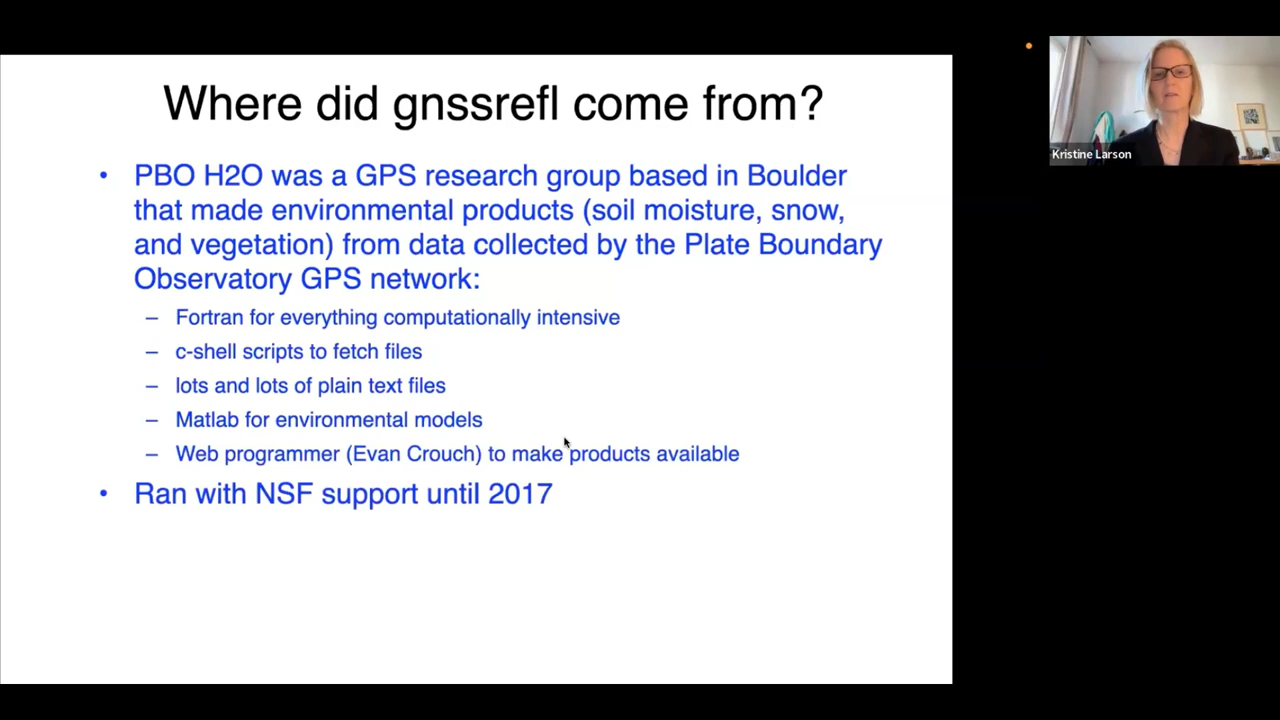 Where did gnssrefl come from?
• PBO H2O was a GPS research group based in Boulder
that made environmental products (soil moisture, snow,
and vegetation) from data collected by the Plate Boundary
Observatory GPS network:
– Fortran for everything computationally intensive
– c-shell scripts to fetch files
– lots and lots of plain text files
– Matlab for environmental models
– Web programmer (Evan Crouch) to make products available
• Ran with NSF support until 2017
Kristine Larson